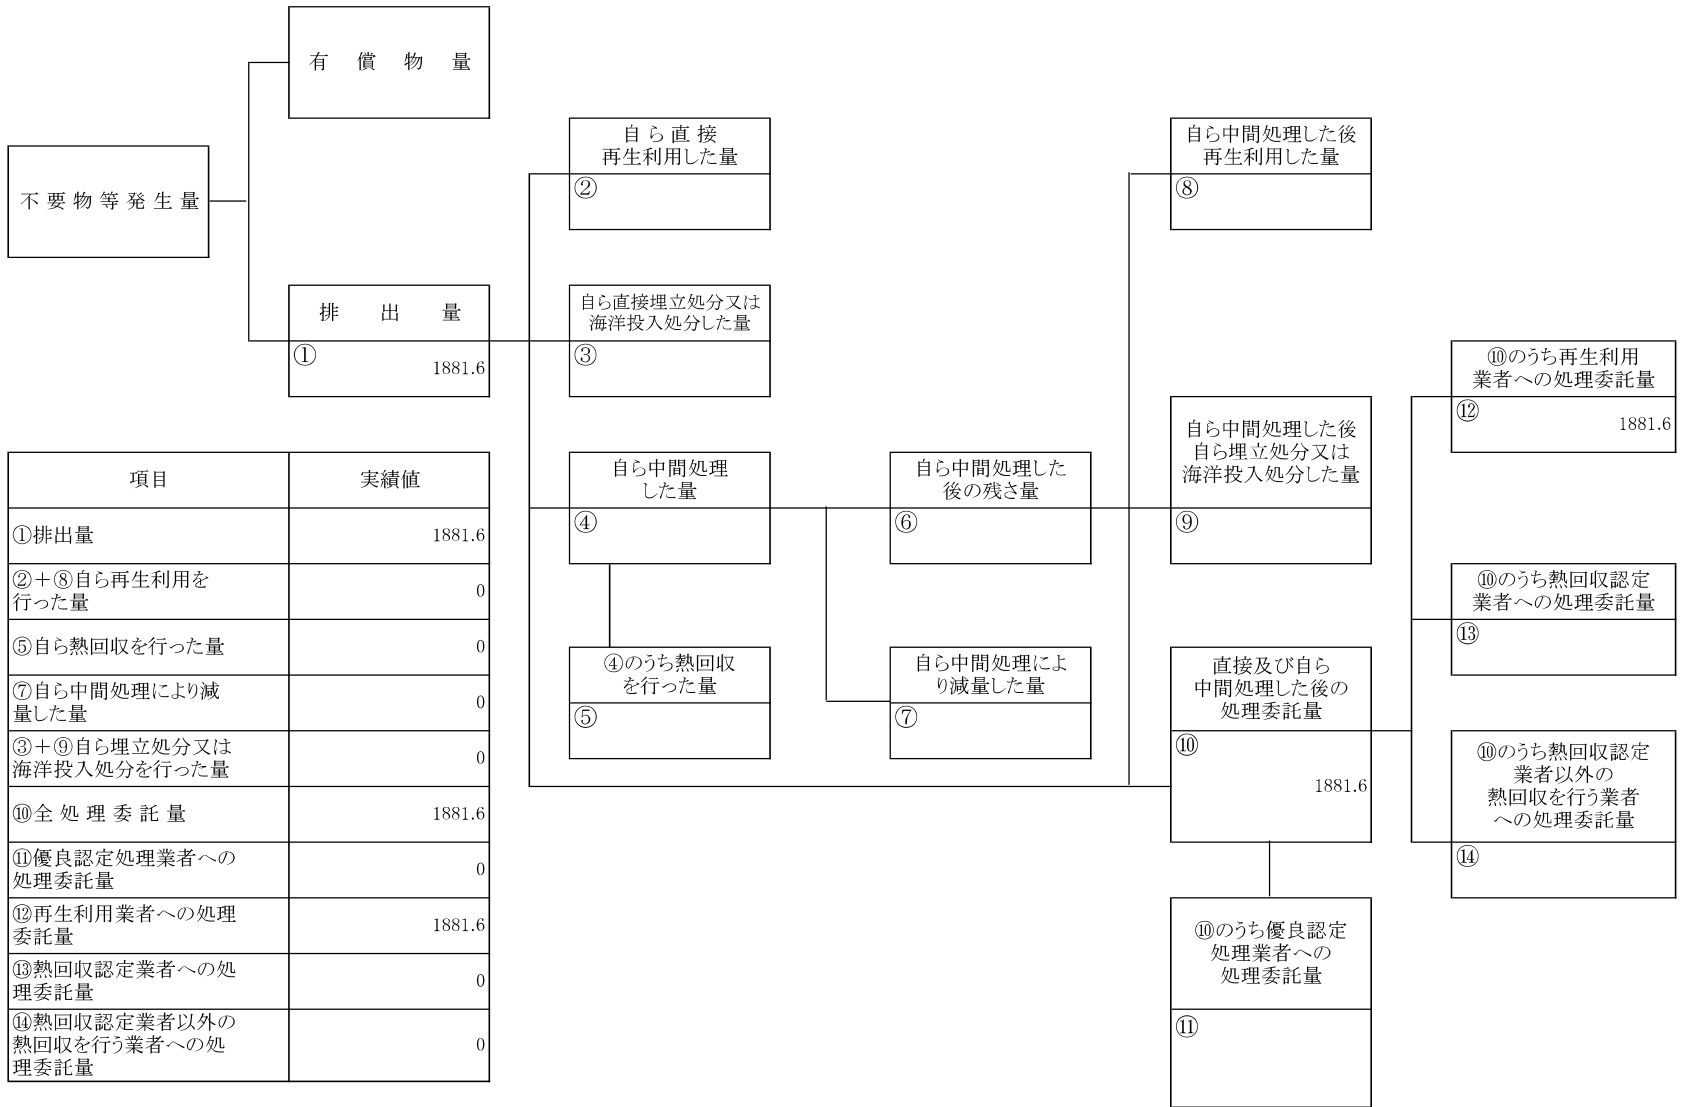 有償物量
不要物等発生量
排出量
①
1881.6
自ら直接
再生利用した量
②
自ら直接埋立処分又は
海洋投入処分した量
③
自ら中間処理
した量
④
④のうち熱回収
を行った量
⑤
自ら中間処理した
後の残さ量
⑥
自ら中間処理によ
り減量した量
⑦
自ら中間処理した後
再生利用した量
⑧
自ら中間処理した後
自ら埋立処分又は
海洋投入処分した量
⑨
直接及び自ら
中間処理した後の
処理委託量
⑩
1881.6
⑩のうち優良認定
処理業者への
処理委託量
⑪
⑩のうち再生利用
業者への処理委託量
⑫
1881.6
⑩のうち熱回収認定
業者への処理委託量
⑬
⑩のうち熱回収認定
業者以外の
熱回収を行う業者
への処理委託量
⑭
項目 実績値
①排出量 1881.6
②+⑧自ら再生利用を
行った量 0
⑤自ら熱回収を行った量 0
⑦自ら中間処理により減
量した量 0
③+⑨自ら埋立処分又は
海洋投入処分を行った量 0
⑩全処理委託量 1881.6
⑪優良認定処理業者への
処理委託量 0
⑫再生利用業者への処理
委託量 1881.6
⑬熱回収認定業者への処
理委託量 0
⑭熱回収認定業者以外の
熱回収を行う業者への処
理委託量 0